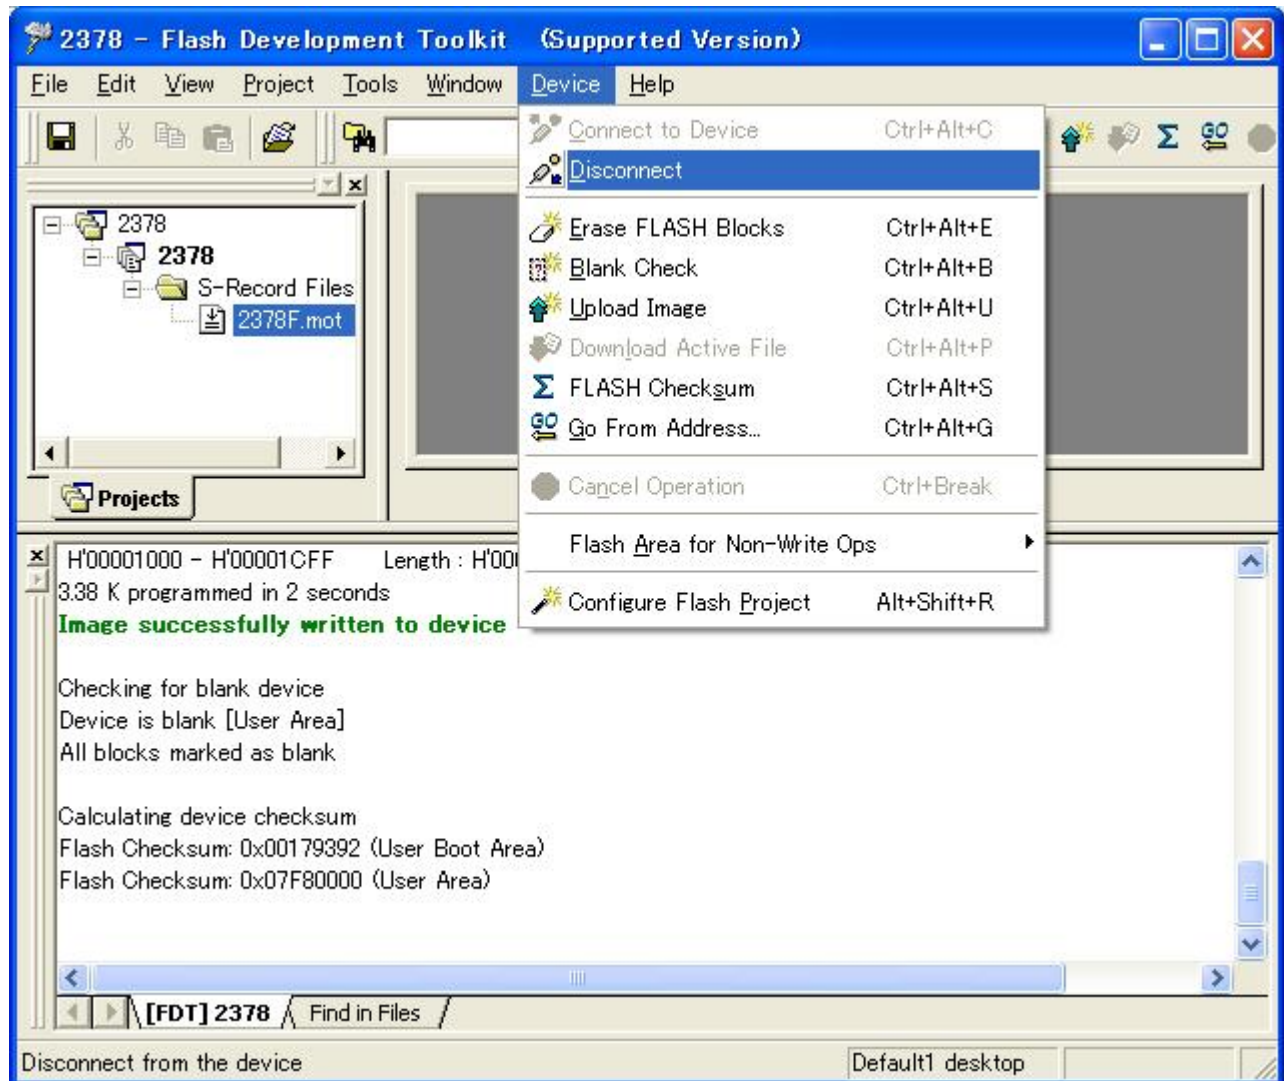 2378 - Flash Development Toolkit (Supported Version)
File Edit View Project Tools Window Device Help
Connect to Device Ctrl+Alt+C
Disconnect
Erase FLASH Blocks Ctrl+Alt+E
Blank Check Ctrl+Alt+B
Upload Image Ctrl+Alt+U
Download Active File Ctrl+Alt+P
Σ FLASH Checksum Ctrl+Alt+S
GO Go From Address... Ctrl+Alt+G
Cancel Operation Ctrl+Break
Flash Area for Non-Write Ops
Configure Flash Project Alt+Shift+R
Σ GO
2378
2378
S-Record Files
2378F.mot
Projects
H'00001000 - H'00001CFF Length : H'00
3.38 K programmed in 2 seconds
Image successfully written to device
Checking for blank device
Device is blank [User Area]
All blocks marked as blank
Calculating device checksum
Flash Checksum: 0x00179392 (User Boot Area)
Flash Checksum: 0x07F80000 (User Area)
[FDT] 2378 Find in Files
Disconnect from the device Default1 desktop